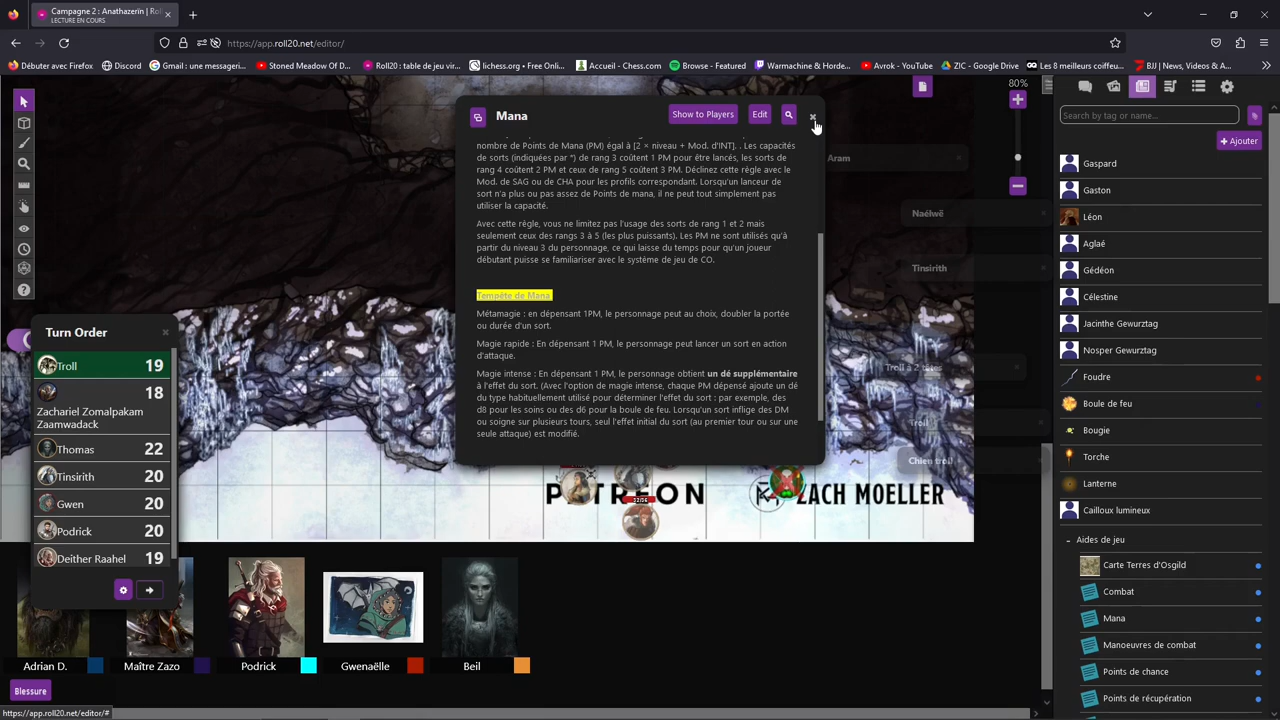 Campagne 2 : Anathazerïn | Rol
LECTURE EN COURS
https://app.roll20.net/editor/
débuter avec Firefox
Discord
Gmail : une messageri...
Stoned Meadow Of D...
Roll20 : table de jeu vir...
lichess.org • Free Onli...
Accueil - Chess.com
Spotify
Browse - Featured
Warmachine & Horde...
Avrok - YouTube
ZIC - Google Drive
Les 8 meilleurs coiffeu...
BJJ | News, Videos & A...
80%
Mana
Show to Players
Edit
nombre de Points de Mana (PM) égal à [2 × niveau + Mod. d'INT]. . Les capacités
de sorts (indiquées par *) de rang 3 coûtent 1 PM pour être lancés, les sorts de
rang 4 coûtent 2 PM et ceux de rang 5 coûtent 3 PM. Déclinez cette règle avec le
Mod. de SAG ou de CHA pour les profils correspondant. Lorsqu'un lanceur de
sort n'a plus ou pas assez de Points de mana, il ne peut tout simplement pas
utiliser la capacité.
Avec cette règle, vous ne limitez pas l'usage des sorts de rang 1 et 2 mais
seulement ceux des rangs 3 à 5 (les plus puissants). Les PM ne sont utilisés qu'à
partir du niveau 3 du personnage, ce qui laisse du temps pour qu'un joueur
débutant puisse se familiariser avec le système de jeu de CO.
Tempête de Mana
Métamagie : en dépensant 1PM, le personnage peut au choix, doubler la portée
ou durée d'un sort.
Magie rapide : En dépensant 1 PM, le personnage peut lancer un sort en action
d'attaque.
Magie intense : En dépensant 1 PM, le personnage obtient un dé supplémentaire
à l'effet du sort. (Avec l'option de magie intense, chaque PM dépensé ajoute un dé
du type habituellement utilisé pour déterminer l'effet du sort : par exemple, des
d8 pour les soins ou des d6 pour la boule de feu. Lorsqu'un sort inflige des DM
ou soigne sur plusieurs tours, seul l'effet initial du sort (au premier tour ou sur une
seule attaque) est modifié.
Aram
Naëlwë
Tinsirith
Troll à 2 têtes
Troll
Chien troll
Turn Order
Troll 19
18
Zachariel Zomalpakam
Zaamwadack
Thomas 22
Tinsirith 20
Gwen 20
Podrick 20
Deither Raahel 19
ZACH MOELLER
Adrian D.
Maître Zazo
Podrick
Gwenaëlle
Beil
Blessure
https://app.roll20.net/editor/#
Search by tag or name...
+ Ajouter
Gaspard
Gaston
Léon
Aglaé
Gédéon
Célestine
Jacinthe Gewurztag
Nosper Gewurztag
Foudre
Boule de feu
Bougie
Torche
Lanterne
Cailloux lumineux
Aides de jeu
Carte Terres d'Osgild
Combat
Mana
Manoeuvres de combat
Points de chance
Points de récupération